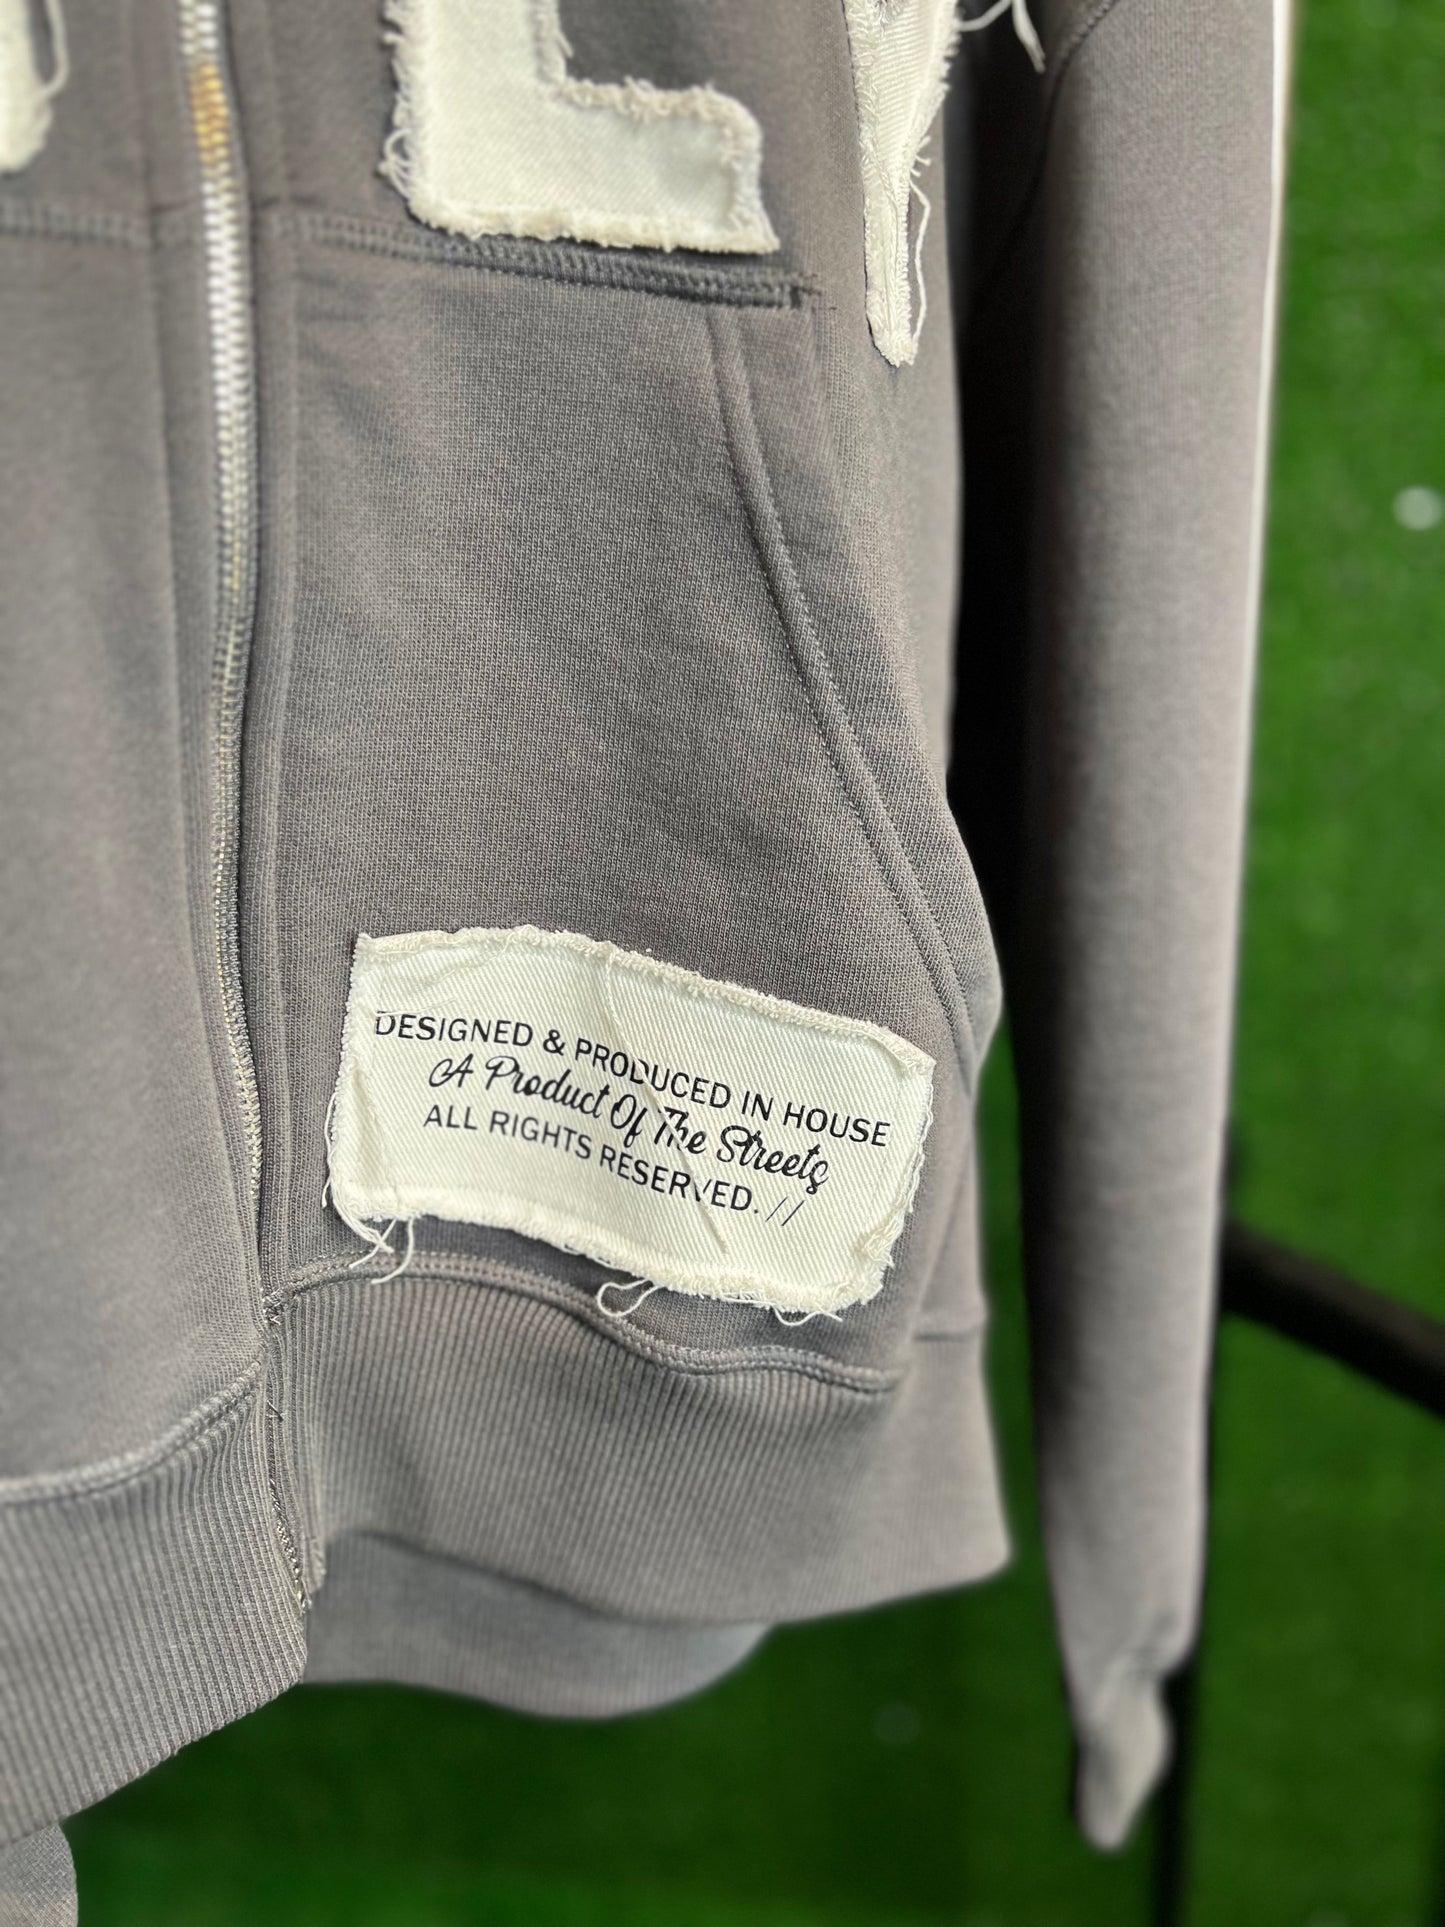 L
DESIGNED & PRODUCED IN HOUSE
A Product Of The Streets
ALL RIGHTS RESERVED. //